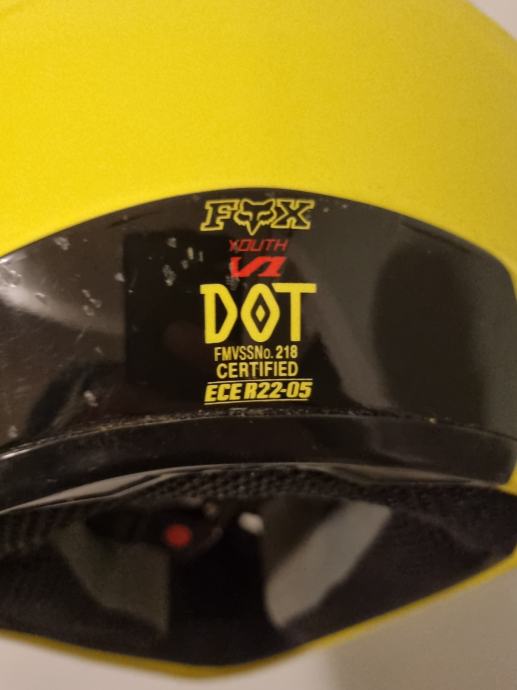 FOX
YOUTH
V1
DOT
FMVSSNo. 218
CERTIFIED
ECE R22-05